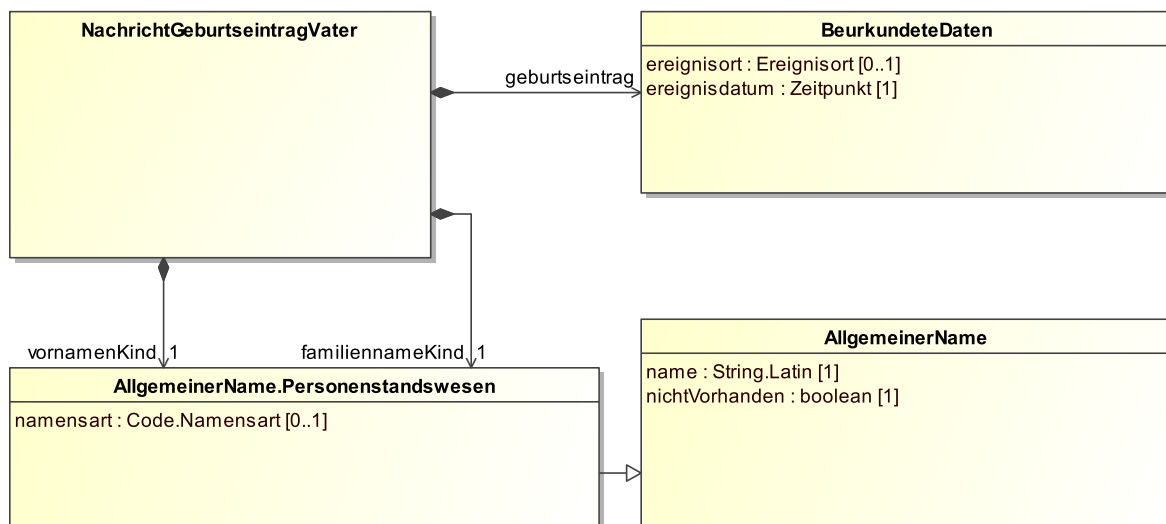 NachrichtGeburtseintragVater
BeurkundeteDaten
ereignisort : Ereignisort [0..1]
ereignisdatum : Zeitpunkt [1]
geburtseintrag
vornamenKind 1
familiennameKind 1
AllgemeinerName.Personenstandswesen
namensart : Code.Namensart [0..1]
AllgemeinerName
name : String.Latin [1]
nichtVorhanden : boolean [1]